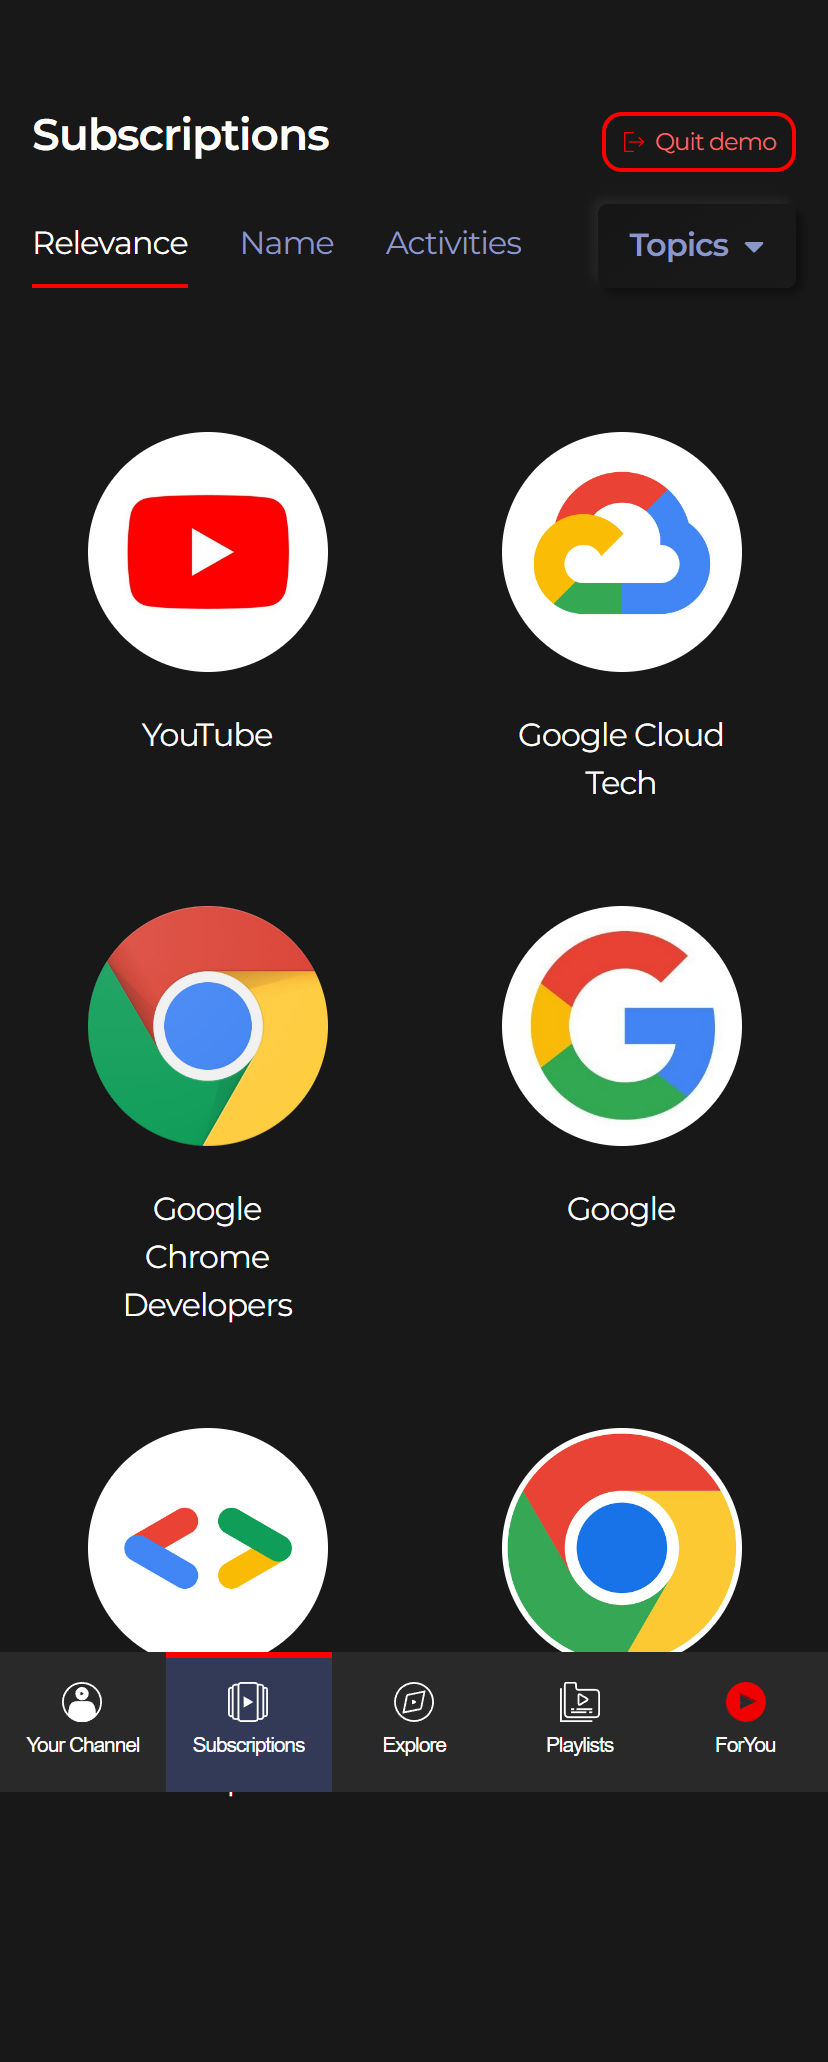 Subscriptions
Quit demo
Relevance
Name
Activities
Topics
YouTube
Google Cloud
Tech
Google
Chrome
Developers
Google
Your Channel
Subscriptions
Explore
Playlists
ForYou